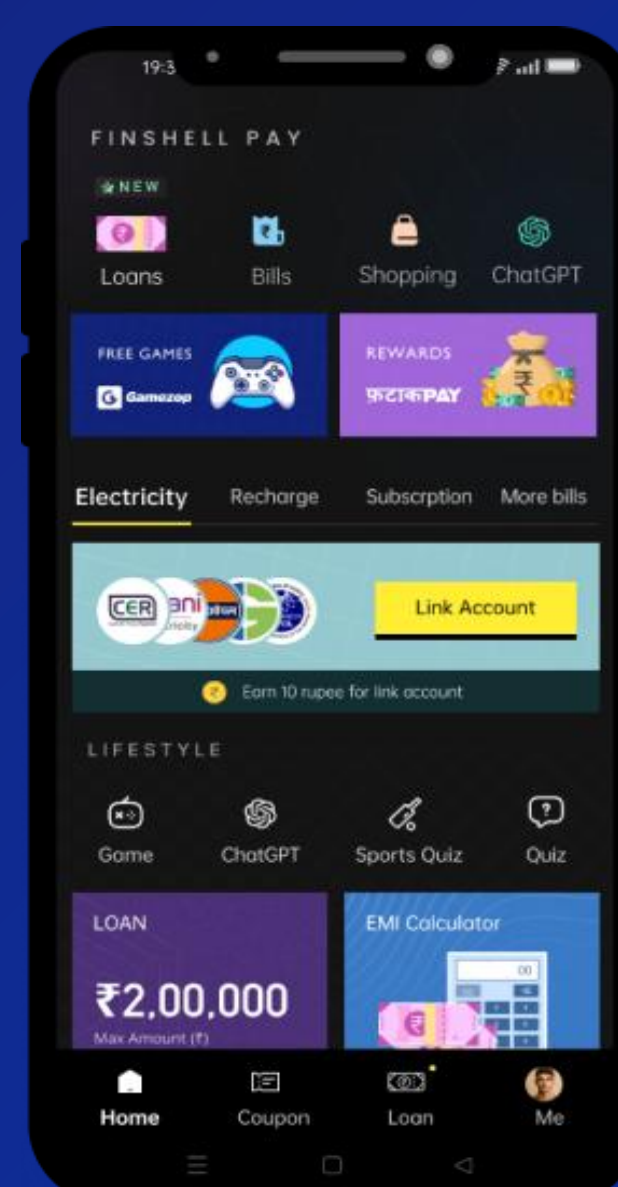 19:3
FINSHELL PAY
NEW
Loans Bills Shopping ChatGPT
FREE GAMES
Gamezop
REWARDS
फटाकPAY
Electricity Recharge Subscrption More bills
CER ani
Link Account
Earn 10 rupee for link account
LIFESTYLE
Game ChatGPT Sports Quiz Quiz
LOAN
₹2,00,000
Max Amount (₹)
EMI Calculator
00
Home Coupon Loan Me